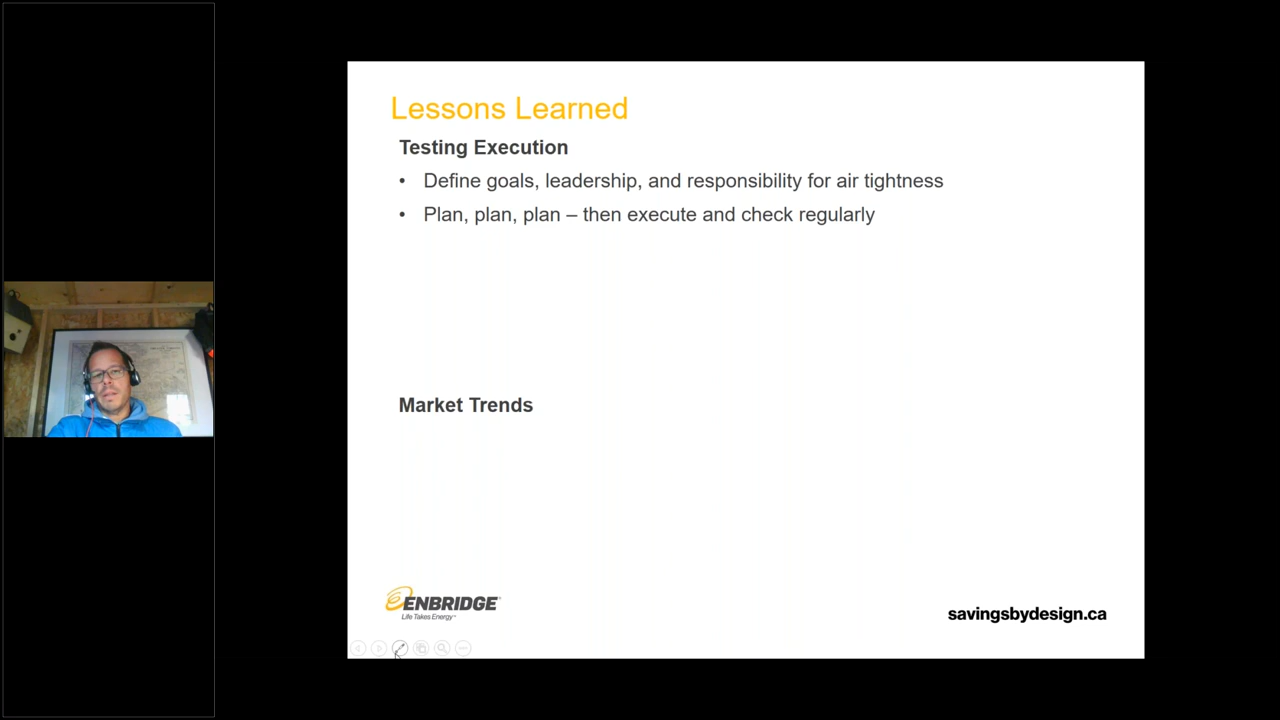 Lessons Learned
Testing Execution
• Define goals, leadership, and responsibility for air tightness
• Plan, plan, plan – then execute and check regularly
Market Trends
ENBRIDGE
Life Takes Energy™
savingsbydesign.ca